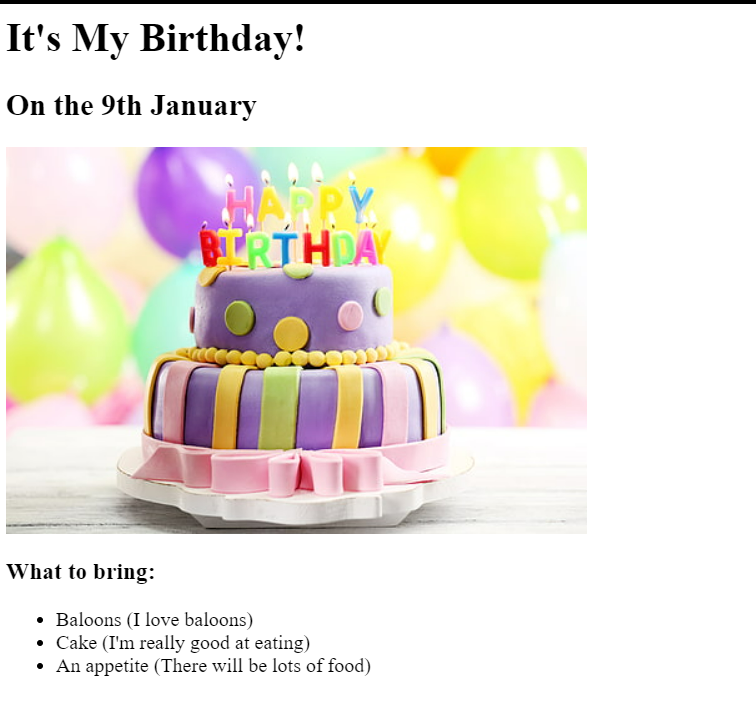 It's My Birthday!
On the 9th January
HAPPY
BIRTHDAY
What to bring:
Baloons (I love baloons)
Cake (I'm really good at eating)
An appetite (There will be lots of food)